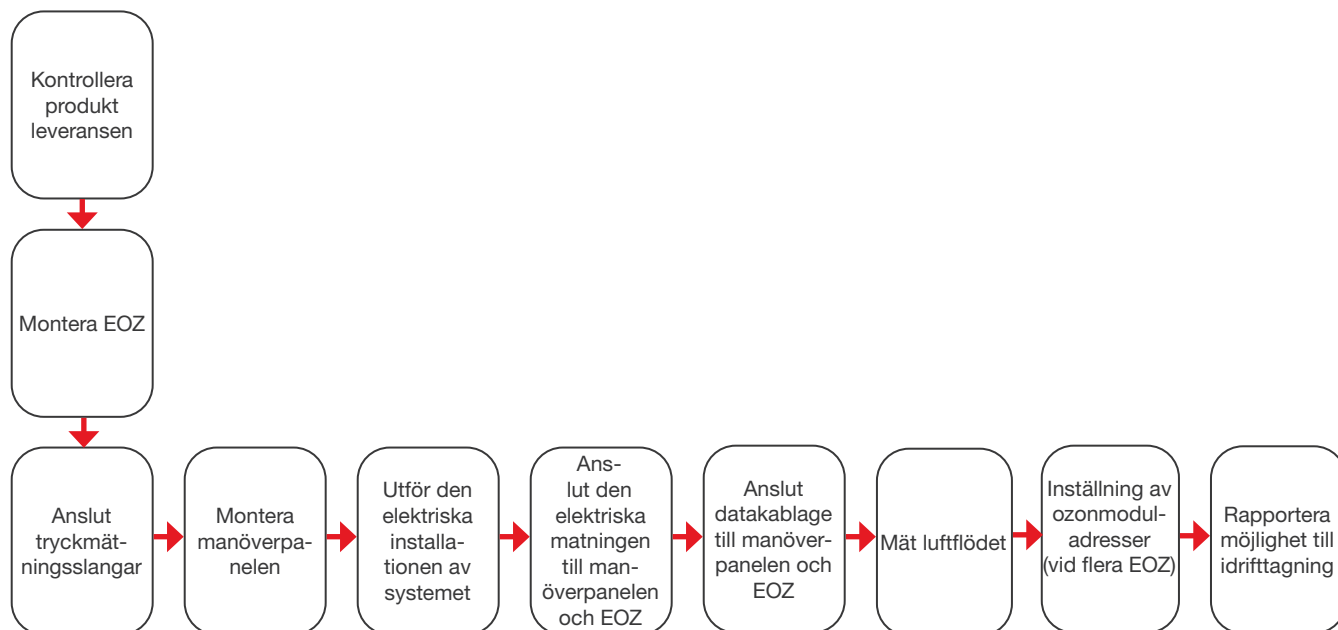 Kontrollera
produkt
leveransen
Montera EOZ
Anslut
tryckmät-
ningsslangar
Montera
manöverpa-
nelen
Utför den
elektriska
installa-
tionen av
systemet
Ans-
lut den
elektriska
matningen
till man-
överpanelen
och EOZ
Anslut
datakablage
till manöver-
panelen och
EOZ
Mät luftflödet
Inställning av
ozonmodul-
adresser
(vid flera EOZ)
Rapportera
möjlighet till
idrifttagning